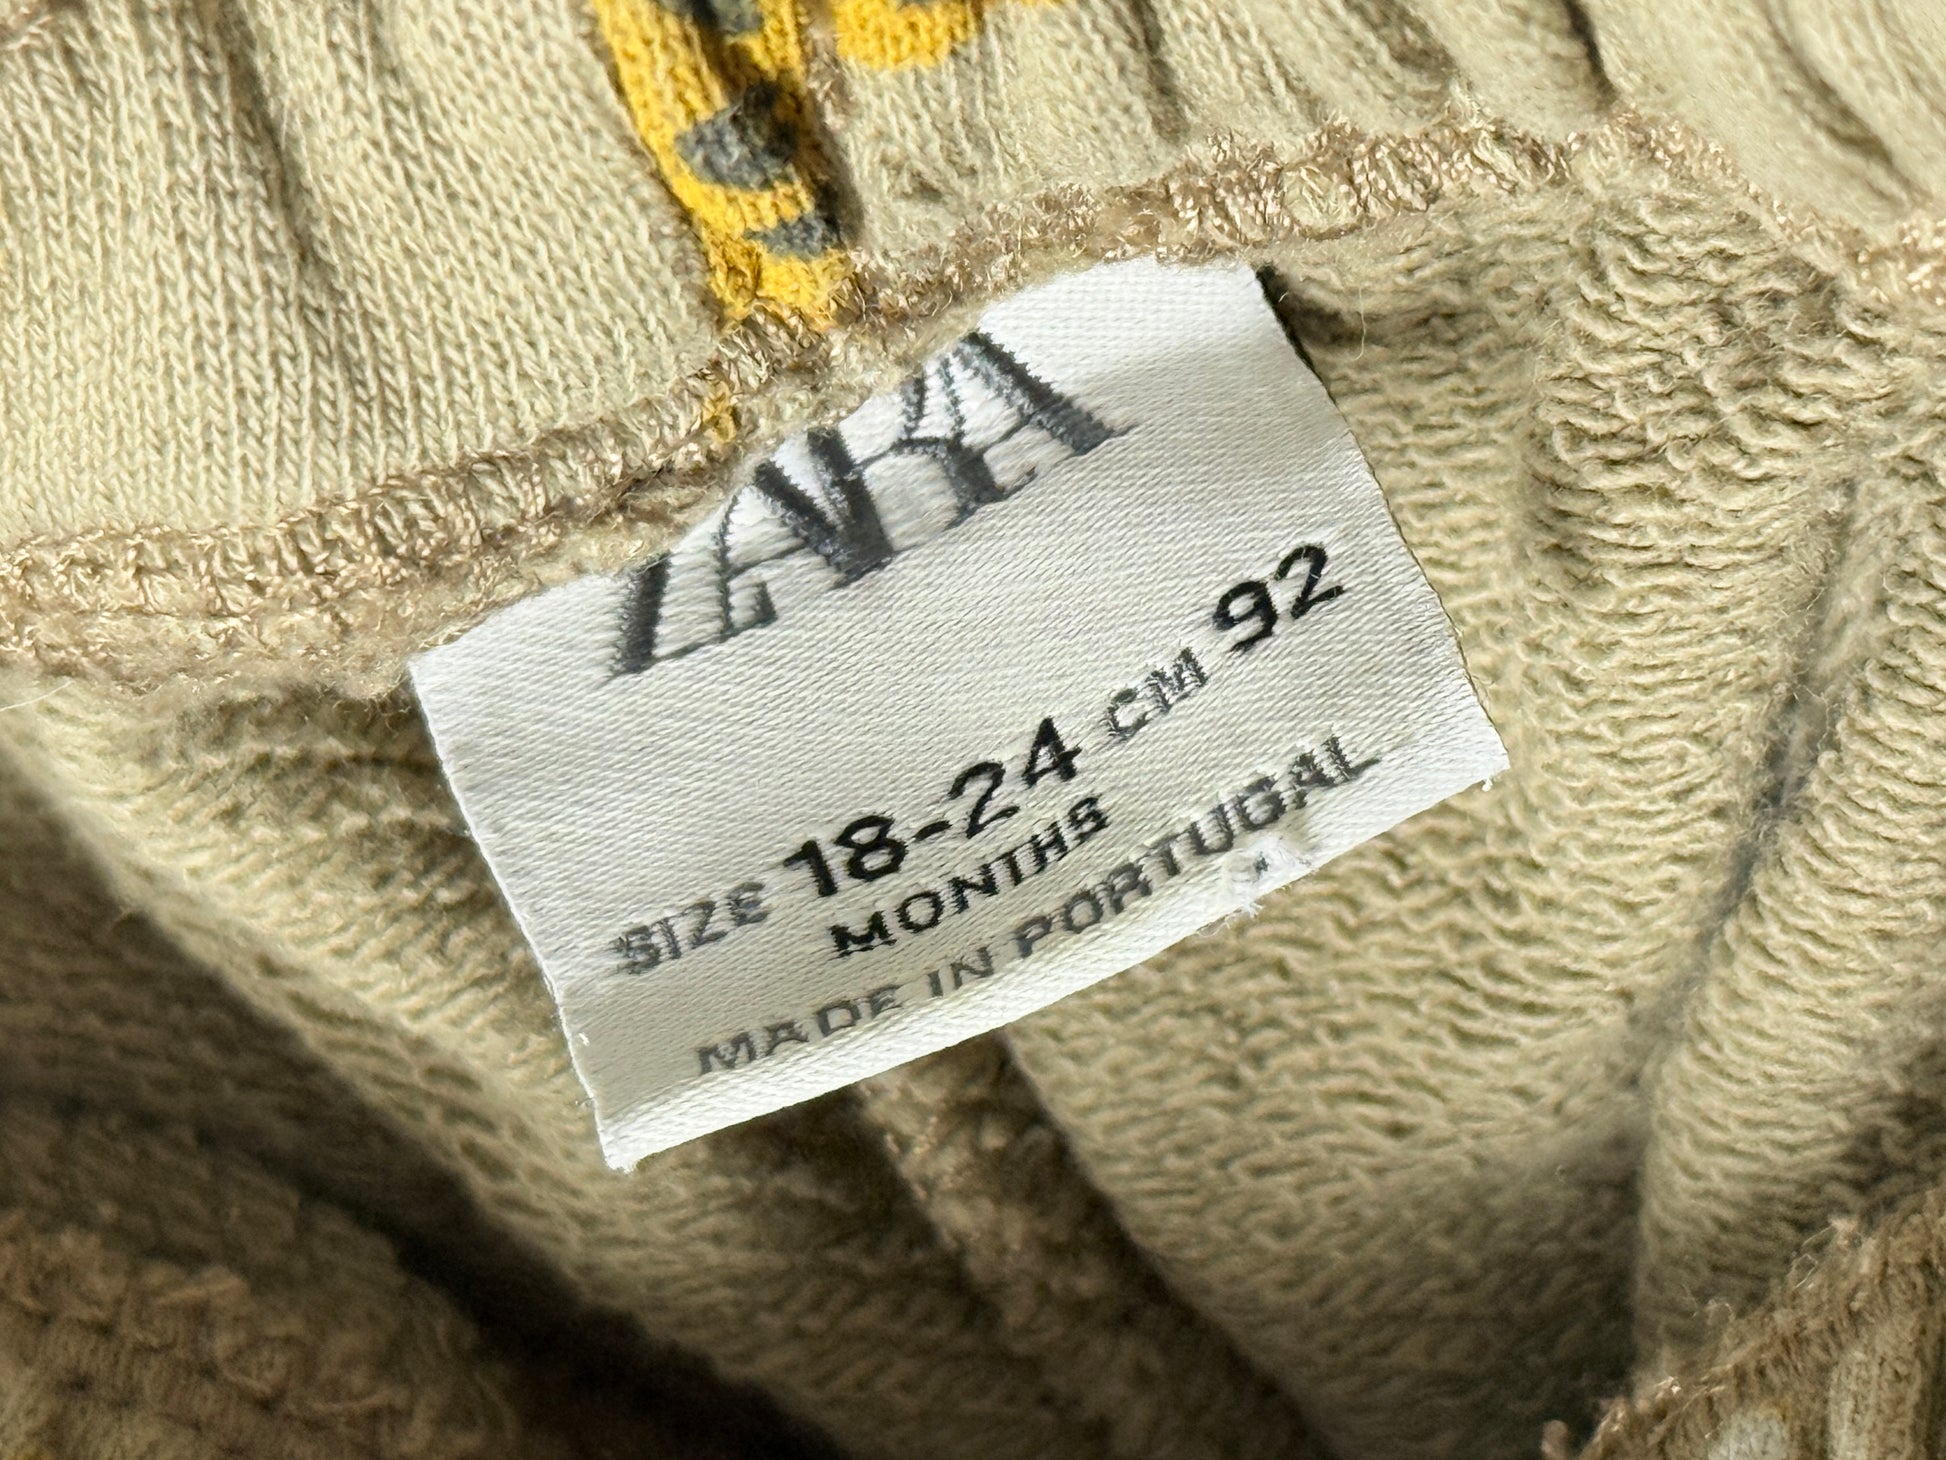 ZARA
SIZE 18-24 CM 92
MONTHS
MADE IN PORTUGAL